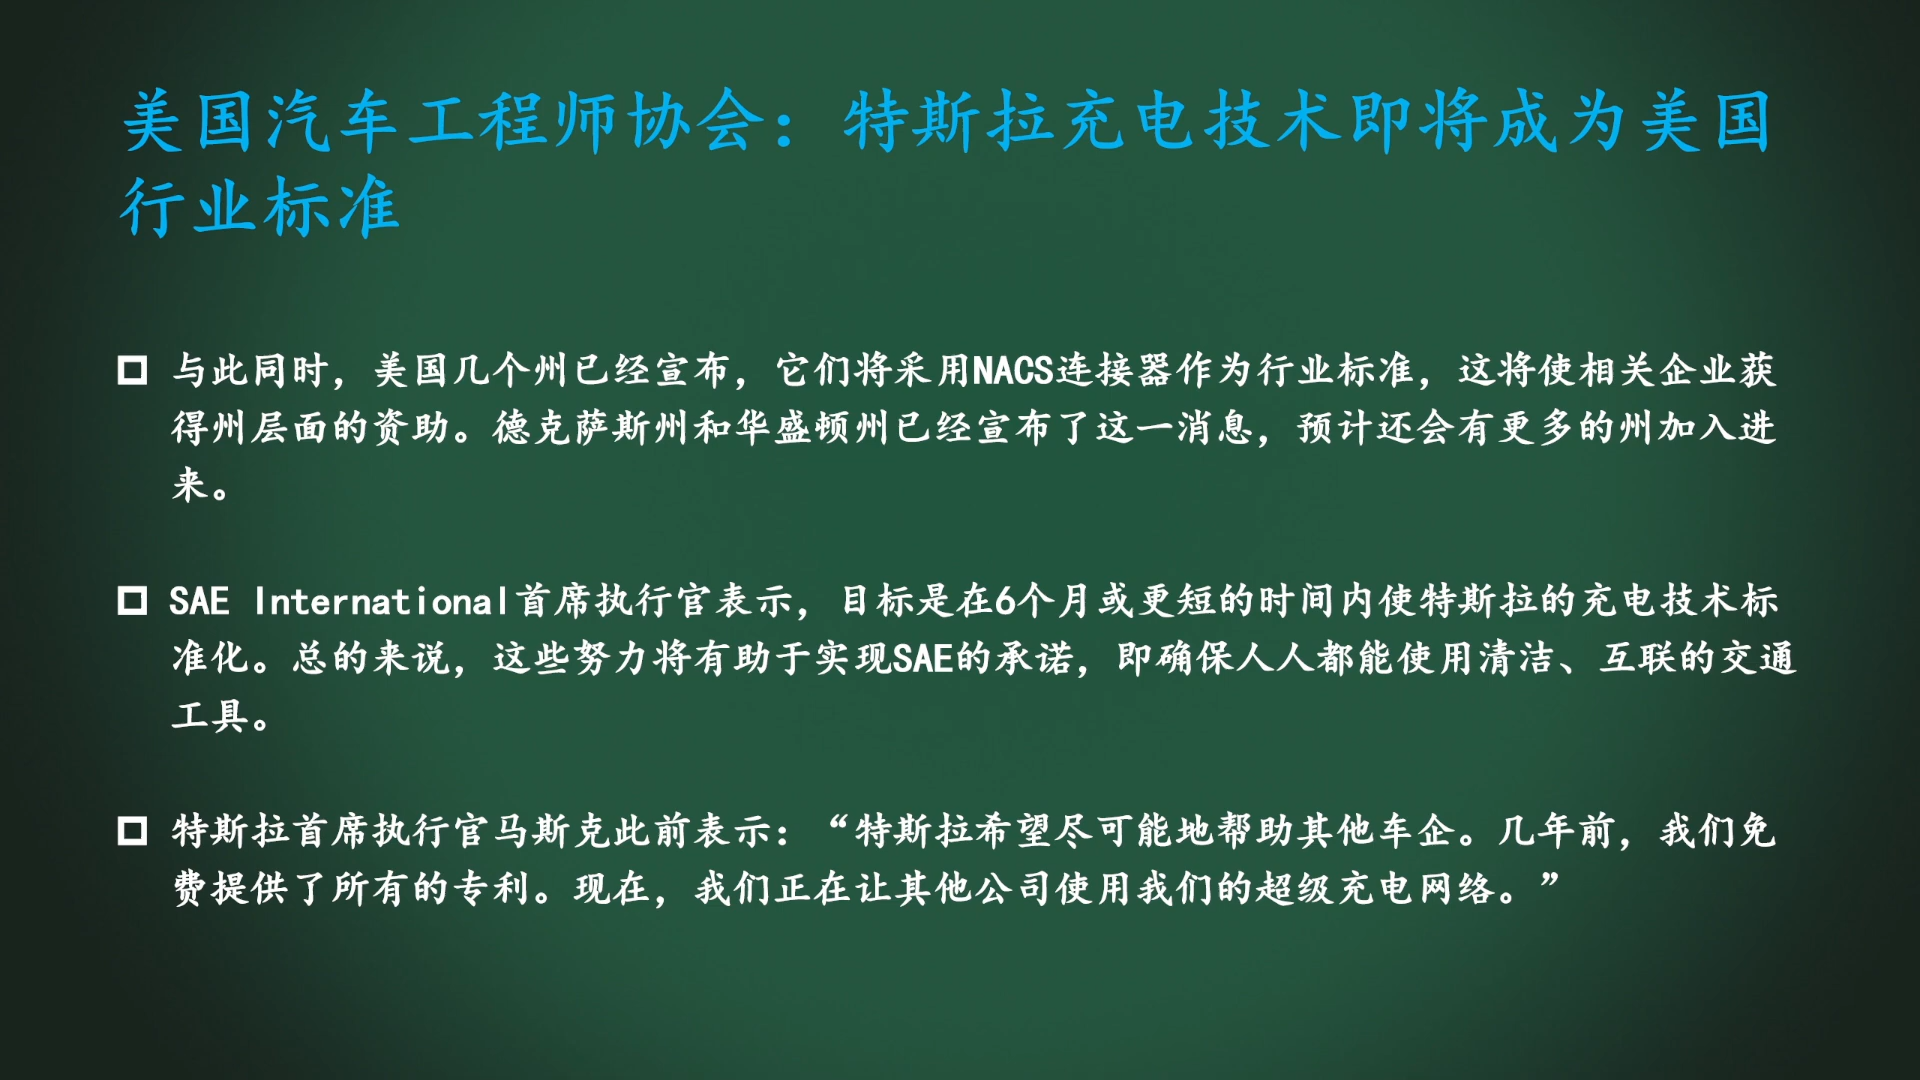 美国汽车工程师协会：特斯拉充电技术即将成为美国
行业标准
与此同时，美国几个州已经宣布，它们将采用NACS连接器作为行业标准，这将使相关企业获
得州层面的资助。德克萨斯州和华盛顿州已经宣布了这一消息，预计还会有更多的州加入进
来。
SAE International首席执行官表示，目标是在6个月或更短的时间内使特斯拉的充电技术标
准化。总的来说，这些努力将有助于实现SAE的承诺，即确保人人都能使用清洁、互联的交通
工具。
特斯拉首席执行官马斯克此前表示：“特斯拉希望尽可能地帮助其他车企。几年前，我们免
费提供了所有的专利。现在，我们正在让其他公司使用我们的超级充电网络。”